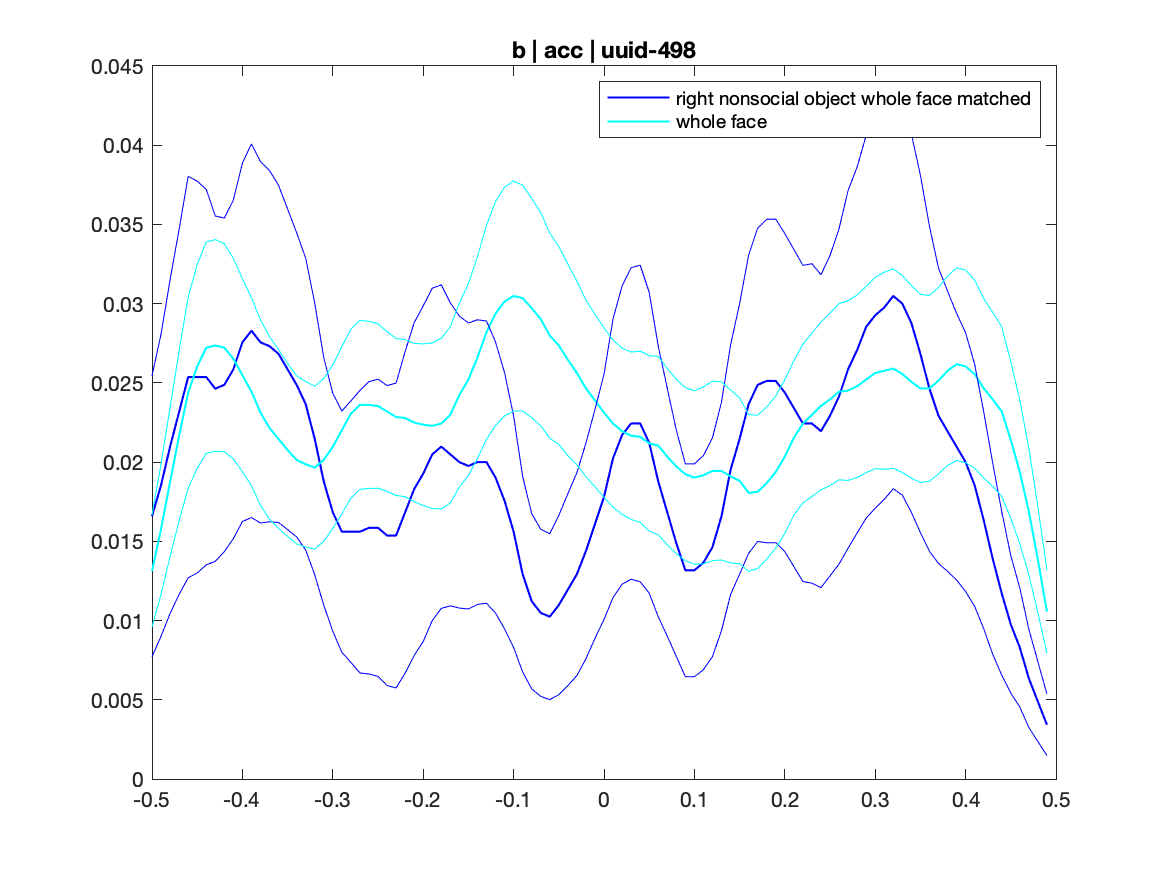 b | acc | uuid-498
0.045
0.04
0.035
0.03
0.025
0.02
0.015
0.01
0.005
0
right nonsocial object whole face matched
whole face
-0.5 -0.4 -0.3 -0.2 -0.1 0 0.1 0.2 0.3 0.4 0.5